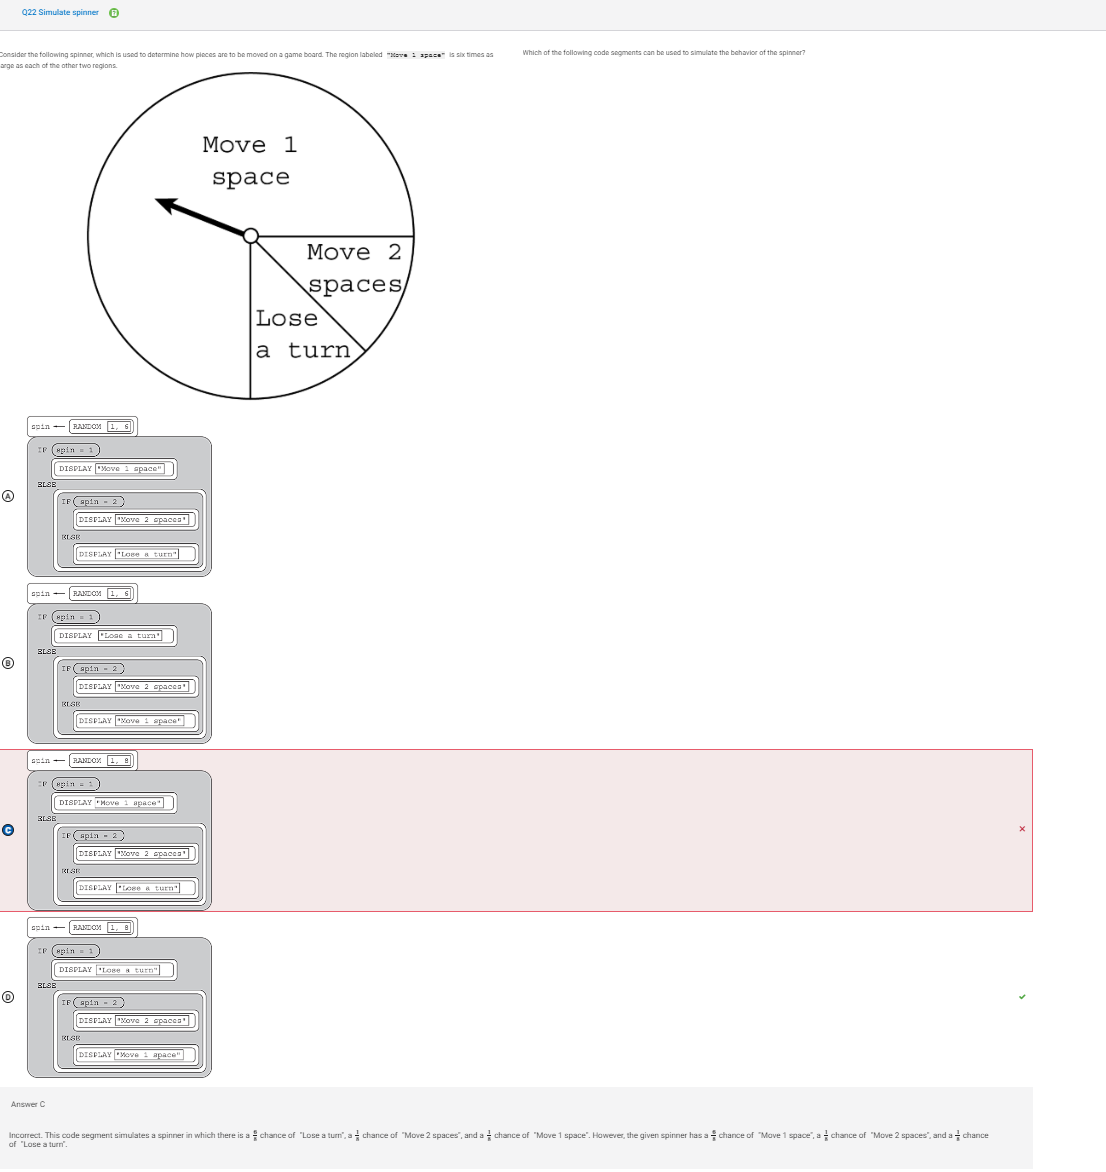 Q22 Simulate spinner
Consider the following spinner, which is used to determine how pieces are to be moved on a game board. The region labeled "Move 1 space" is six times as
arge as each of the other two regions.
Which of the following code segments can be used to simulate the behavior of the spinner?
Move 1
space
Move 2
spaces
Lose
a turn
A
spin ← RANDOM 1, 6
IF spin = 1
DISPLAY "Move 1 space"
ELSE
IF spin = 2
DISPLAY "Move 2 spaces"
ELSE
DISPLAY "Lose a turn"
B
spin ← RANDOM 1, 6
IF spin = 1
DISPLAY "Lose a turn"
ELSE
IF spin = 2
DISPLAY "Move 2 spaces"
ELSE
DISPLAY "Move 1 space"
C
spin ← RANDOM 1, 8
IF spin = 1
DISPLAY "Move 1 space"
ELSE
IF spin = 2
DISPLAY "Move 2 spaces"
ELSE
DISPLAY "Lose a turn"
D
spin ← RANDOM 1, 8
IF spin = 1
DISPLAY "Lose a turn"
ELSE
IF spin = 2
DISPLAY "Move 2 spaces"
ELSE
DISPLAY "Move 1 space"
Answer C
Incorrect. This code segment simulates a spinner in which there is a 6/8 chance of "Lose a turn", a 1/8 chance of "Move 2 spaces", and a 1/8 chance of "Move 1 space". However, the given spinner has a 6/8 chance of "Move 1 space", a 1/8 chance of "Move 2 spaces", and a 1/8 chance
of "Lose a turn".